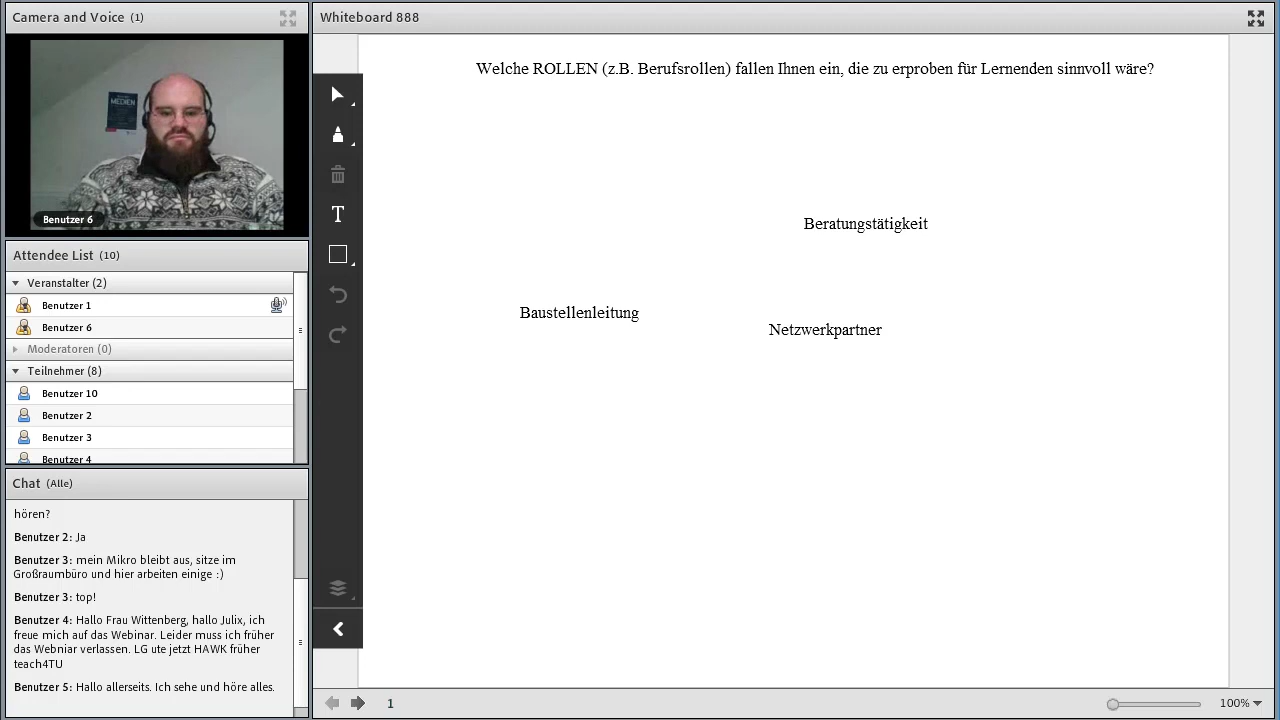 Camera and Voice (1)
MEDIEN
Benutzer 6
Attendee List (10)
Veranstalter (2)
Benutzer 1
Benutzer 6
Moderatoren (0)
Teilnehmer (8)
Benutzer 10
Benutzer 2
Benutzer 3
Benutzer 4
Chat (Alle)
hören?
Benutzer 2: Ja
Benutzer 3: mein Mikro bleibt aus, sitze im
Großraumbüro und hier arbeiten einige :)
Benutzer 3: top!
Benutzer 4: Hallo Frau Wittenberg, hallo Julix, ich
freue mich auf das Webinar. Leider muss ich früher
das Webniar verlassen. LG ute jetzt HAWK früher
teach4TU
Benutzer 5: Hallo allerseits. Ich sehe und höre alles.
Whiteboard 888
Welche ROLLEN (z.B. Berufsrollen) fallen Ihnen ein, die zu erproben für Lernenden sinnvoll wäre?
Beratungstätigkeit
Baustellenleitung
Netzwerkpartner
T
1
100%